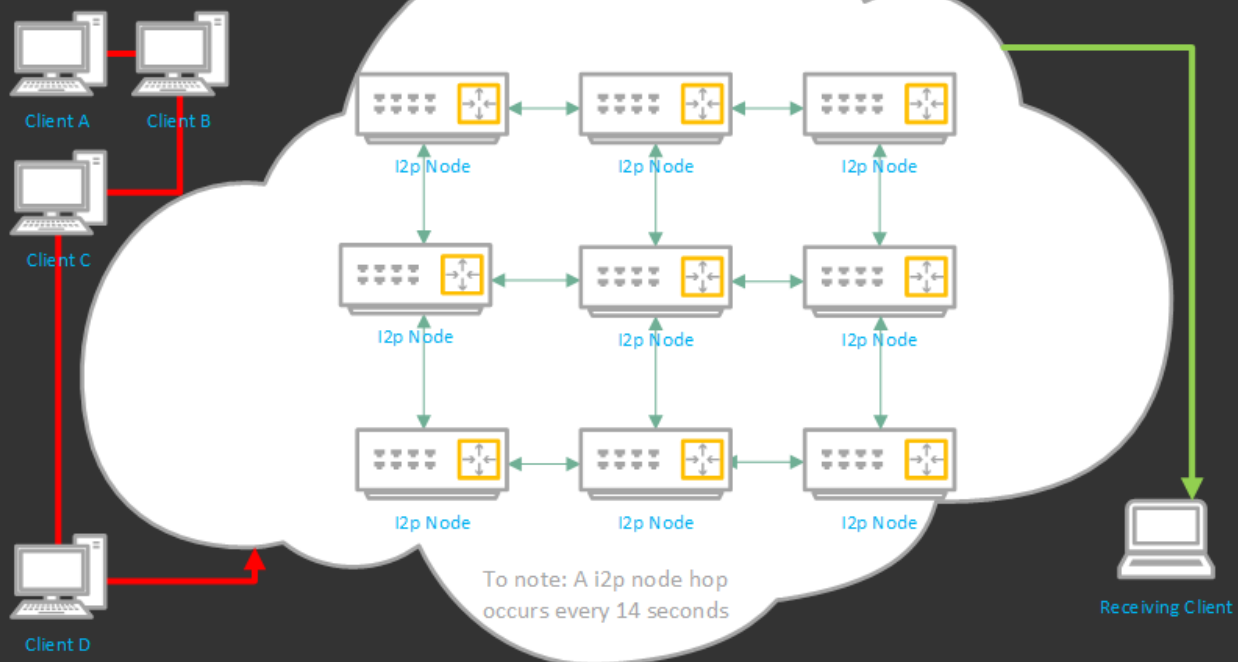 Client A
Client B
I2p Node
I2p Node
I2p Node
Client C
I2p Node
I2p Node
I2p Node
I2p Node
I2p Node
I2p Node
To note: A i2p node hop
occurs every 14 seconds
Receiving Client
Client D